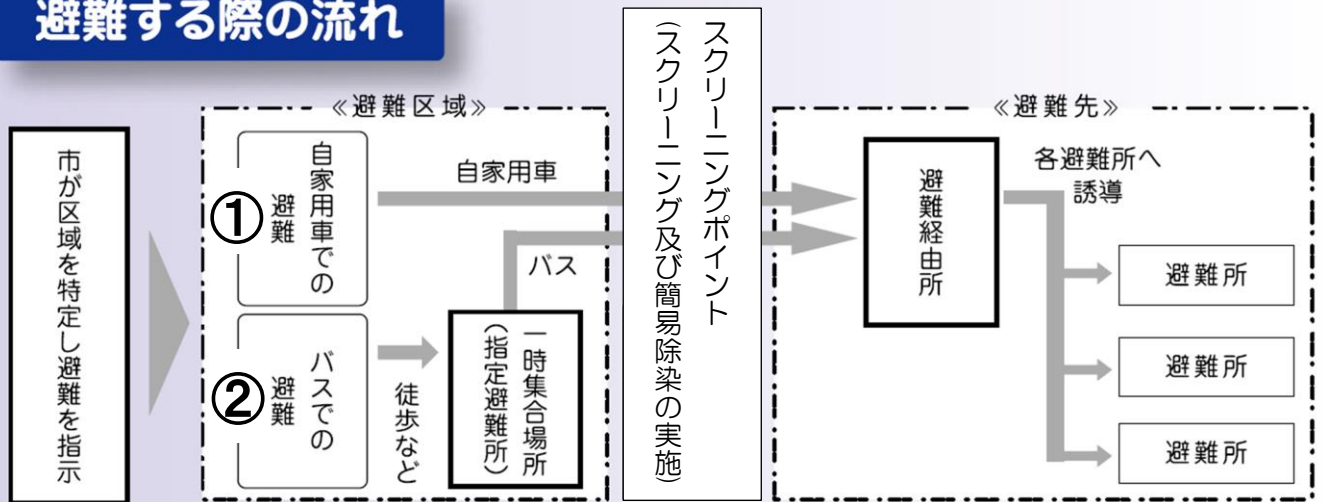 避難する際の流れ
市が区域を特定し避難を指示
≪避難区域≫
①
自家用車での
避難
自家用車
②
バスでの
避難
徒歩など
一時集合場所
（指定避難所）
バス
スクリーニングポイント
（スクリーニング及び簡易除染の実施）
≪避難先≫
避難経由所
各避難所へ
誘導
避難所
避難所
避難所